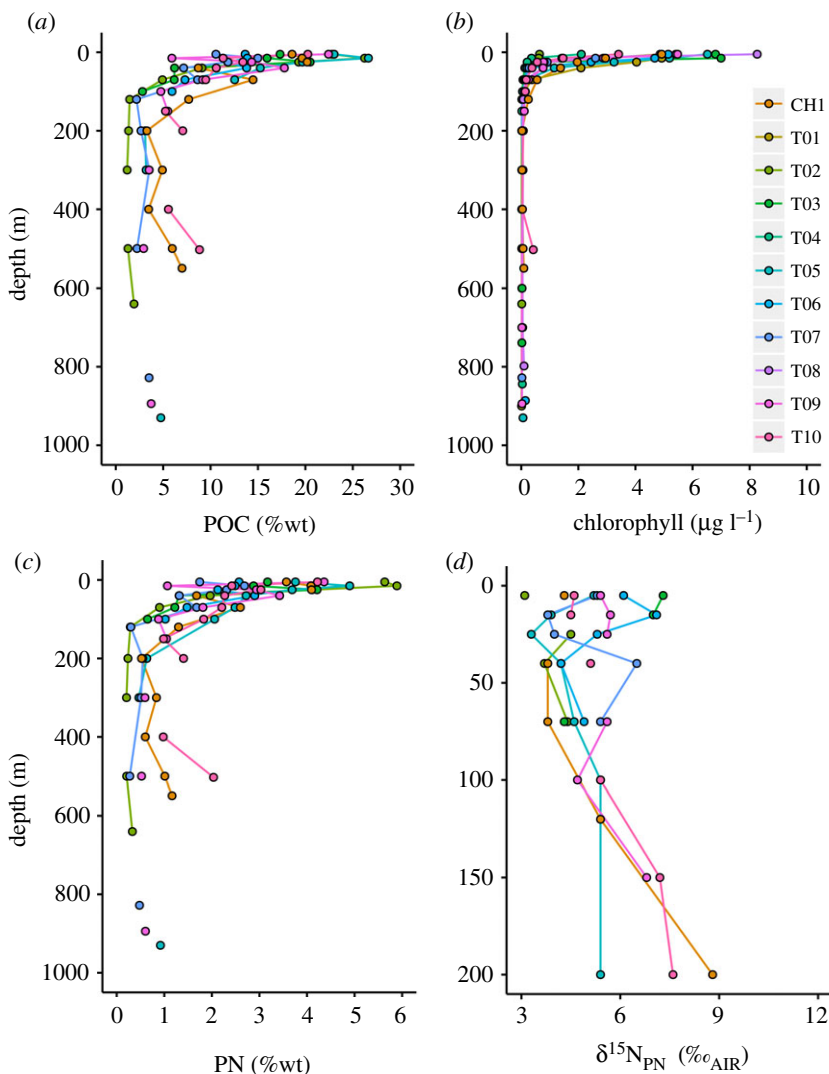 (a)
0
200
400
600
800
1000
depth (m)
0 5 10 15 20 25 30
POC (%wt)
(b)
0
200
400
600
800
1000
0 2 4 6 8 10
chlorophyll (µg l⁻¹)
CH1
T01
T02
T03
T04
T05
T06
T07
T08
T09
T10
(c)
0
200
400
600
800
1000
depth (m)
0 1 2 3 4 5 6
PN (%wt)
(d)
0
50
100
150
200
3 6 9 12
δ¹⁵N_PN (‰_AIR)